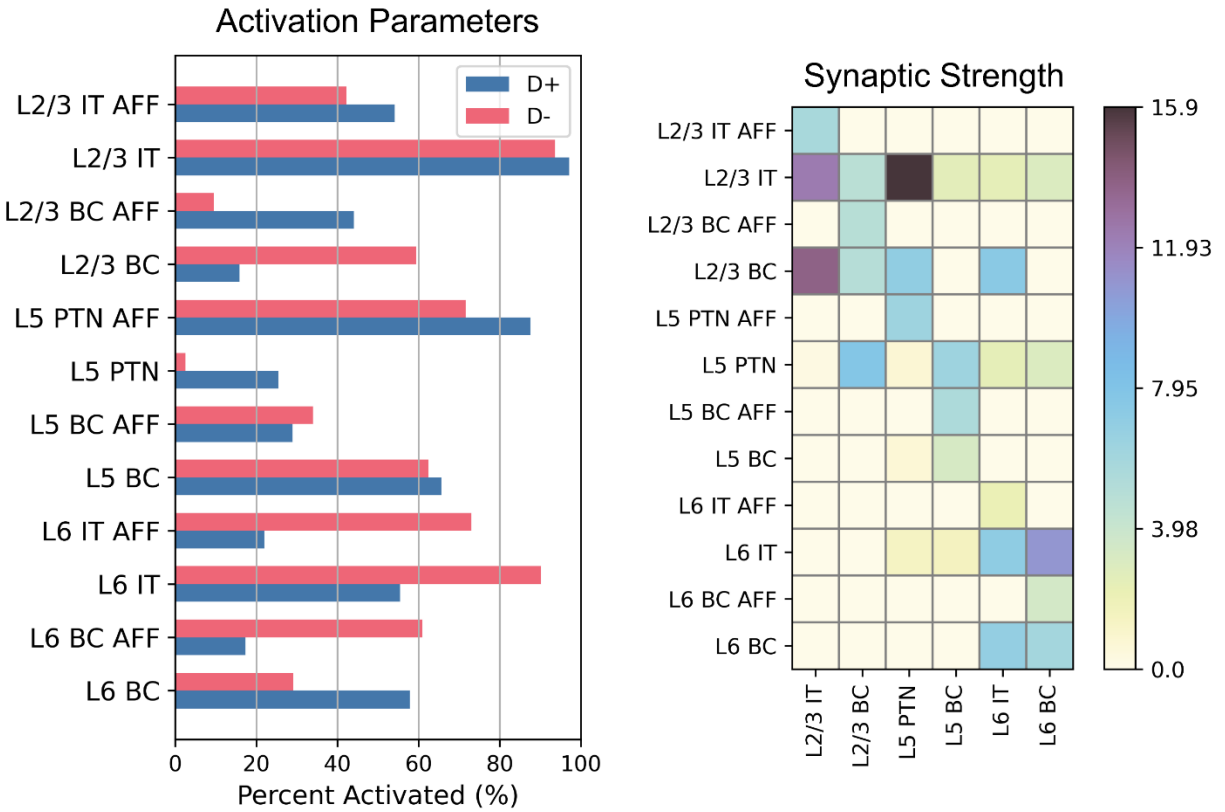 Activation Parameters
D+
D-
L2/3 IT AFF
L2/3 IT
L2/3 BC AFF
L2/3 BC
L5 PTN AFF
L5 PTN
L5 BC AFF
L5 BC
L6 IT AFF
L6 IT
L6 BC AFF
L6 BC
0 20 40 60 80 100
Percent Activated (%)
Synaptic Strength
L2/3 IT AFF
L2/3 IT
L2/3 BC AFF
L2/3 BC
L5 PTN AFF
L5 PTN
L5 BC AFF
L5 BC
L6 IT AFF
L6 IT
L6 BC AFF
L6 BC
L2/3 IT
L2/3 BC
L5 PTN
L5 BC
L6 IT
L6 BC
15.9
11.93
7.95
3.98
0.0